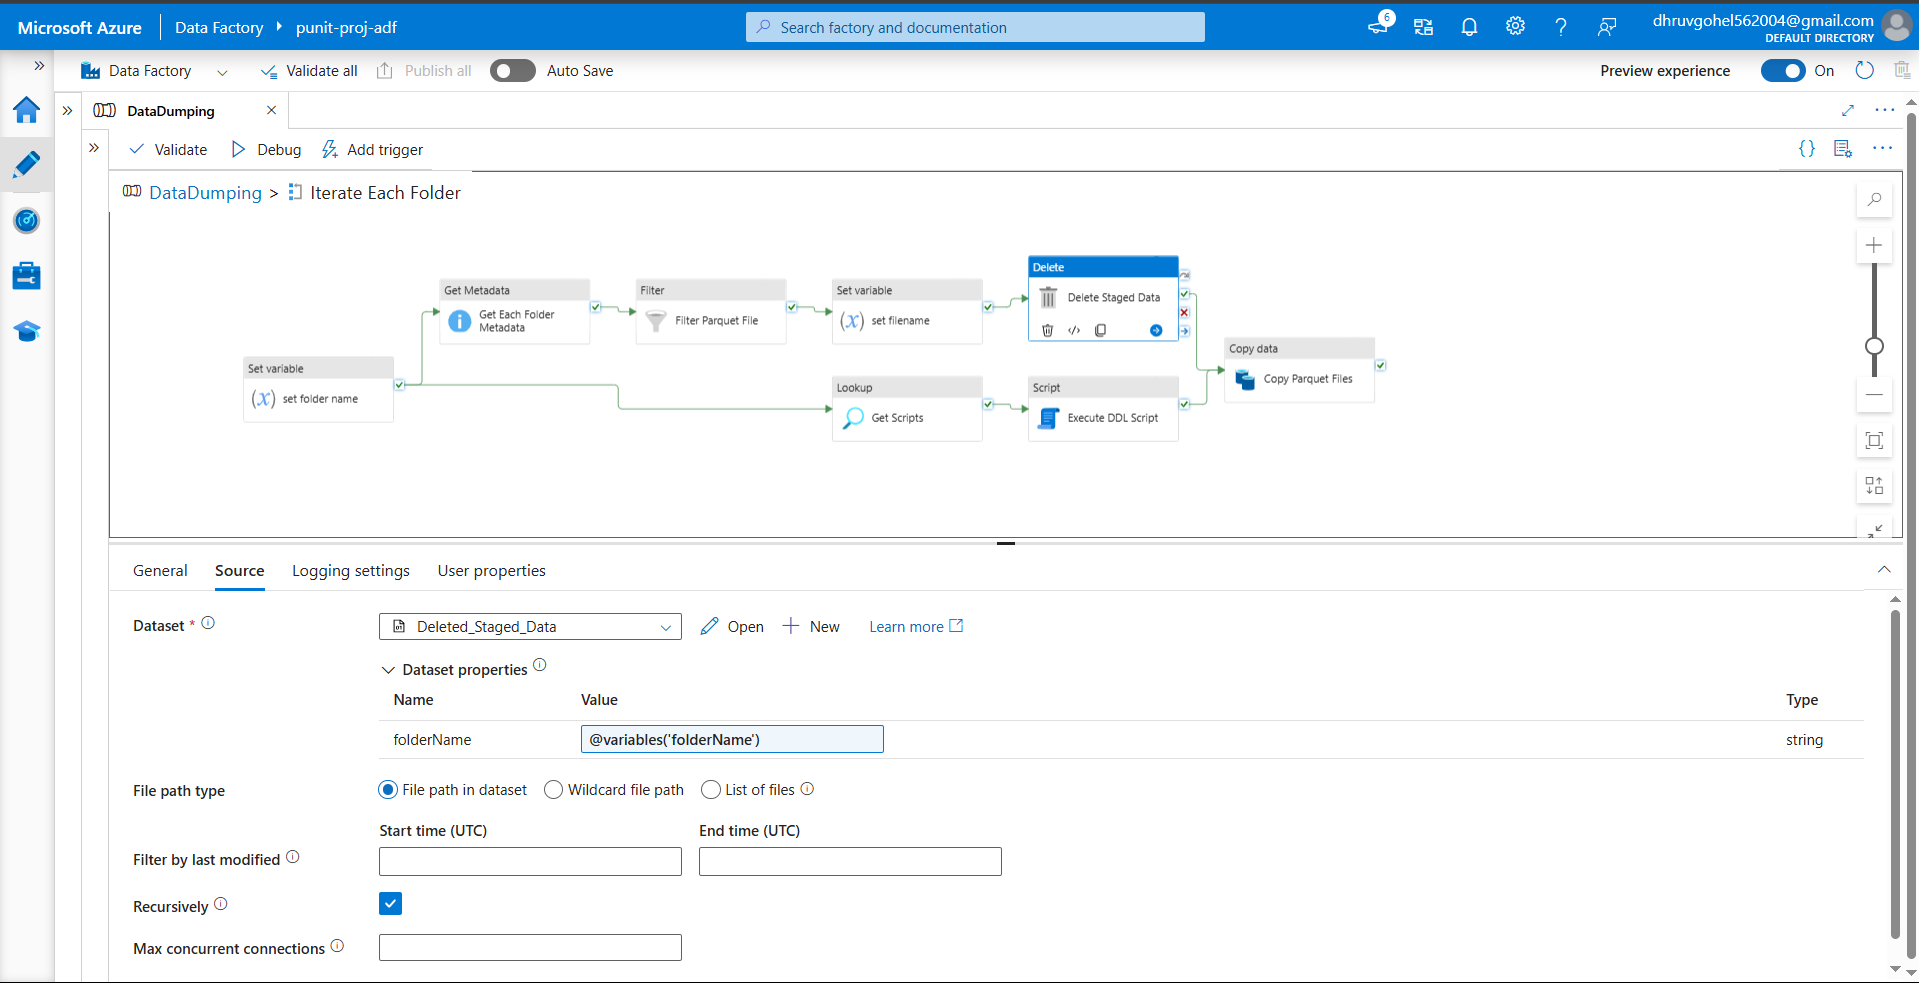 Microsoft Azure
Data Factory
punit-proj-adf
Search factory and documentation
6
dhruvgohel562004@gmail.com
DEFAULT DIRECTORY
Data Factory
Validate all
Publish all
Auto Save
Preview experience
On
DataDumping
Validate
Debug
Add trigger
{}
DataDumping > Iterate Each Folder
Set variable
(x) set folder name
Get Metadata
Get Each Folder
Metadata
Filter
Filter Parquet File
Set variable
(x) set filename
Delete
Delete Staged Data
Lookup
Get Scripts
Script
Execute DDL Script
Copy data
Copy Parquet Files
General
Source
Logging settings
User properties
Dataset *
Deleted_Staged_Data
Open
New
Learn more
Dataset properties
Name
Value
Type
folderName
@variables('folderName')
string
File path type
File path in dataset
Wildcard file path
List of files
Start time (UTC)
End time (UTC)
Filter by last modified
Recursively
Max concurrent connections